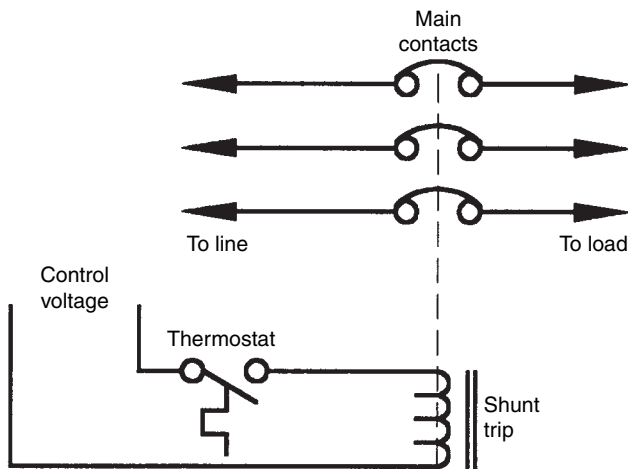 Main
contacts
To line
To load
Control
voltage
Thermostat
Shunt
trip